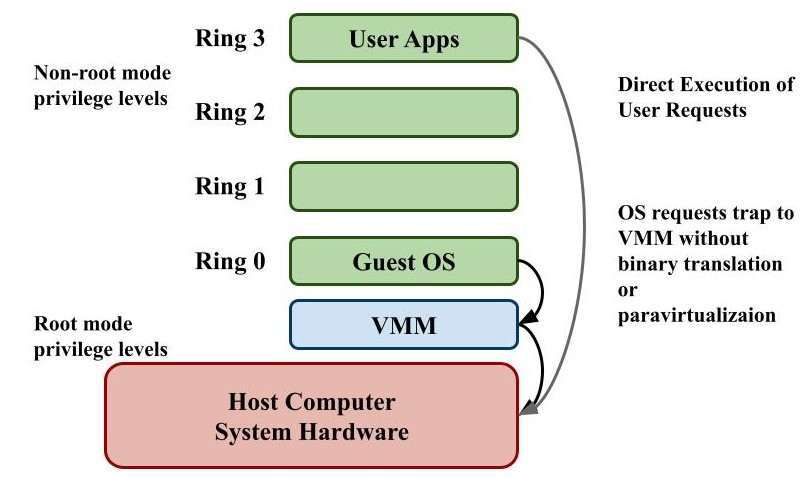 Ring 3
User Apps
Non-root mode
privilege levels
Direct Execution of
User Requests
Ring 2
Ring 1
OS requests trap to
VMM without
binary translation
or
paravirtualizaion
Ring 0
Guest OS
Root mode
privilege levels
VMM
Host Computer
System Hardware